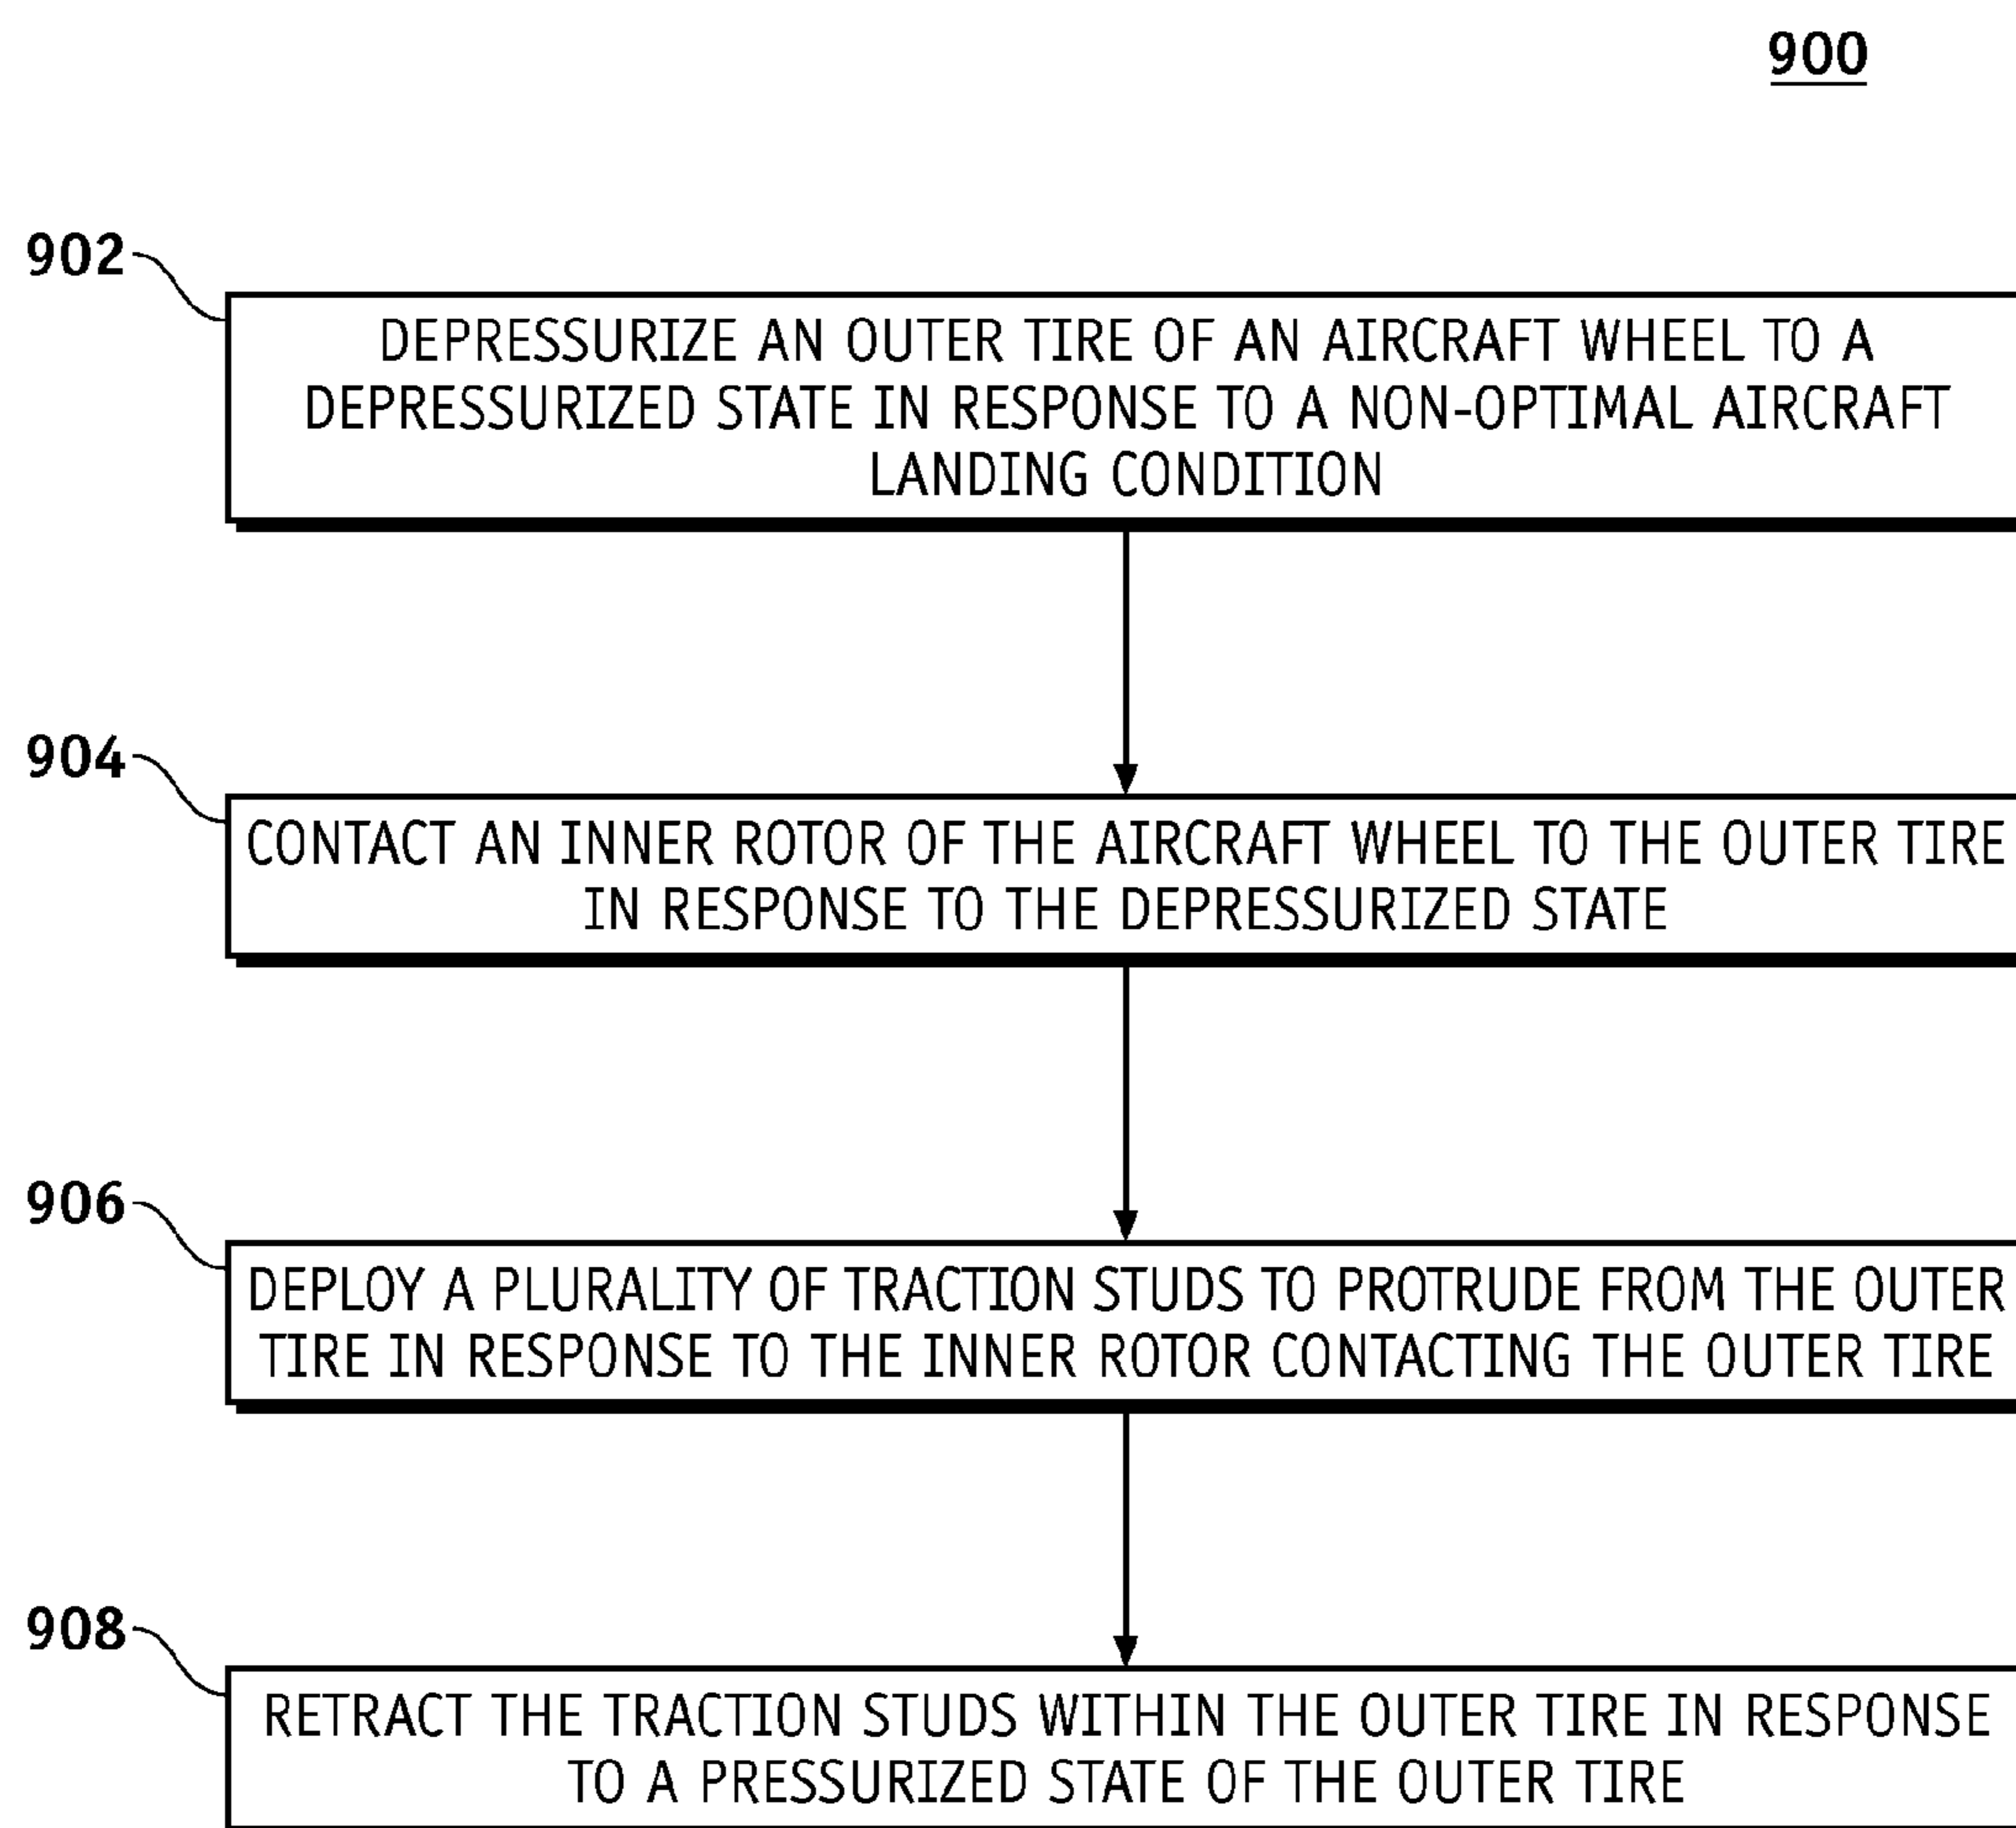 900
902
DEPRESSURIZE AN OUTER TIRE OF AN AIRCRAFT WHEEL TO A
DEPRESSURIZED STATE IN RESPONSE TO A NON-OPTIMAL AIRCRAFT
LANDING CONDITION
904
CONTACT AN INNER ROTOR OF THE AIRCRAFT WHEEL TO THE OUTER TIRE
IN RESPONSE TO THE DEPRESSURIZED STATE
906
DEPLOY A PLURALITY OF TRACTION STUDS TO PROTRUDE FROM THE OUTER
TIRE IN RESPONSE TO THE INNER ROTOR CONTACTING THE OUTER TIRE
908
RETRACT THE TRACTION STUDS WITHIN THE OUTER TIRE IN RESPONSE
TO A PRESSURIZED STATE OF THE OUTER TIRE